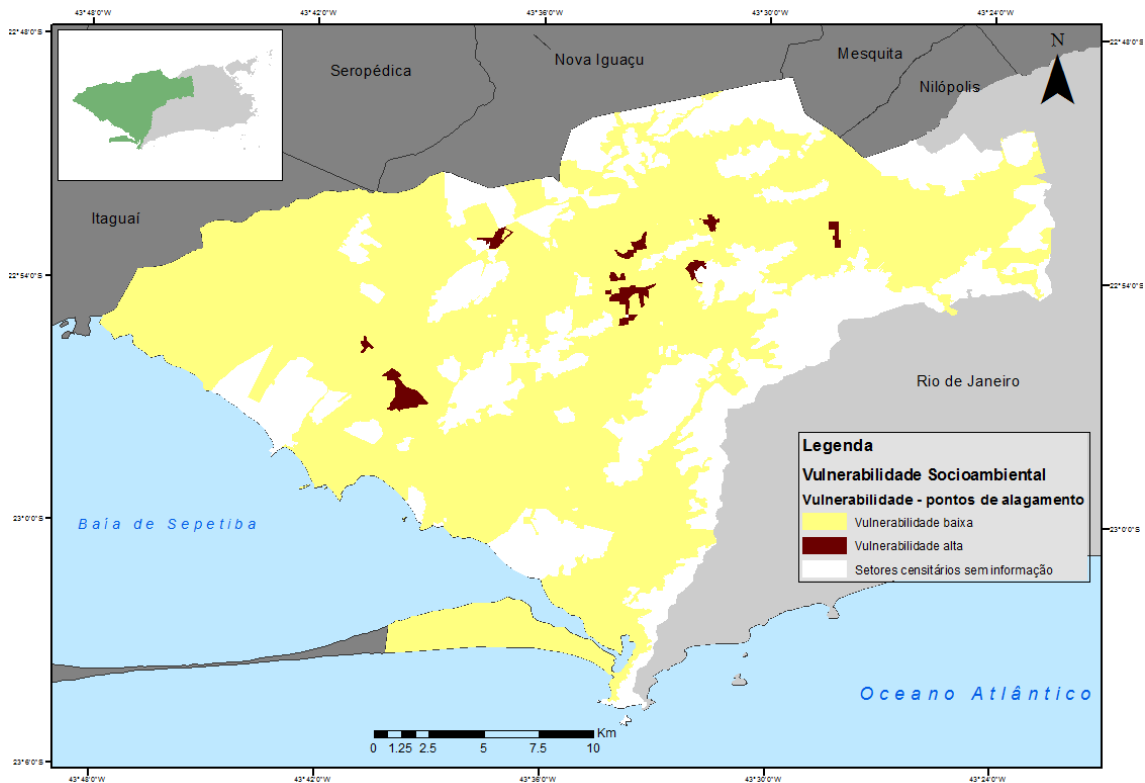 43°48'0"W
43°42'0"W
43°36'0"W
43°30'0"W
43°24'0"W
22°48'0"S
22°48'0"S
Nova Iguaçu
Mesquita
N
Seropédica
Nilópolis
Itaguaí
22°54'0"S
22°54'0"S
Rio de Janeiro
Legenda
Vulnerabilidade Socioambiental
Vulnerabilidade - pontos de alagamento
Vulnerabilidade baixa
Vulnerabilidade alta
Setores censitários sem informação
Baía de Sepetiba
23°0'0"S
23°0'0"S
Oceano Atlântico
Km
0 1.25 2.5 5 7.5 10
23°6'0"S
43°48'0"W
43°42'0"W
43°36'0"W
43°30'0"W
43°24'0"W